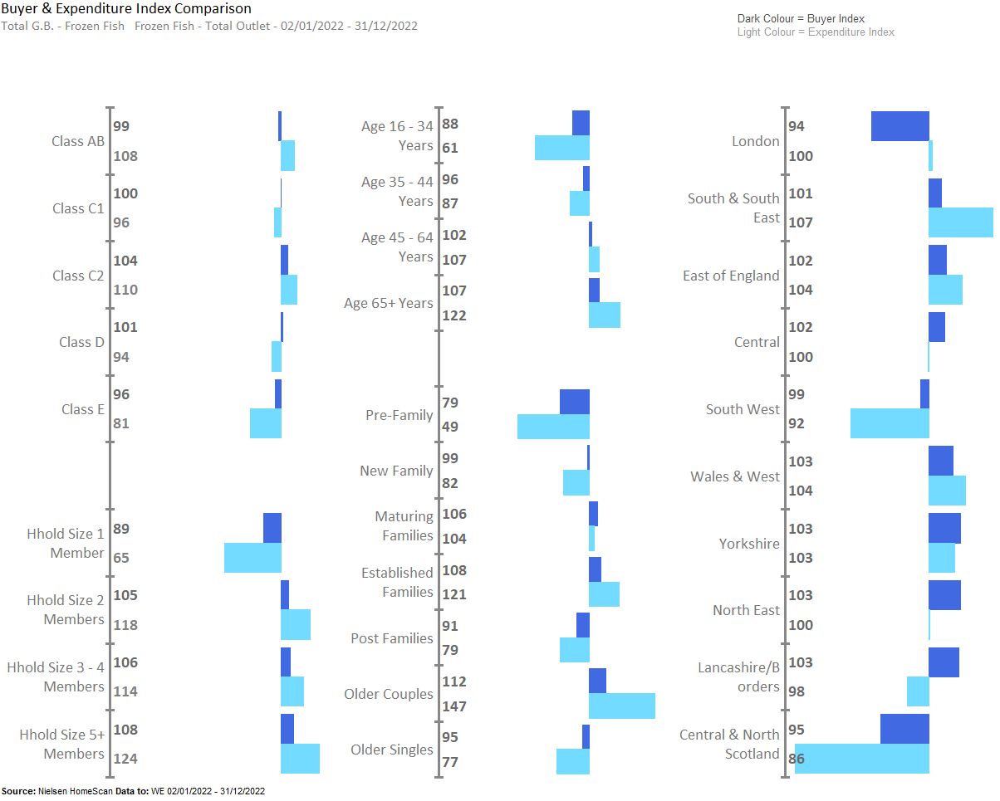 Buyer & Expenditure Index Comparison
Total G.B. - Frozen Fish   Frozen Fish - Total Outlet - 02/01/2022 - 31/12/2022
Dark Colour = Buyer Index
Light Colour = Expenditure Index
Class AB
99
108
Class C1
100
96
Class C2
104
110
Class D
101
94
Class E
96
81
Hhold Size 1
Member
89
65
Hhold Size 2
Members
105
118
Hhold Size 3 - 4
Members
106
114
Hhold Size 5+
Members
108
124
Age 16 - 34
Years
88
61
Age 35 - 44
Years
96
87
Age 45 - 64
Years
102
107
Age 65+ Years
107
122
Pre-Family
79
49
New Family
99
82
Maturing
Families
106
104
Established
Families
108
121
Post Families
91
79
Older Couples
112
147
Older Singles
95
77
London
94
100
South & South
East
101
107
East of England
102
104
Central
102
100
South West
99
92
Wales & West
103
104
Yorkshire
103
103
North East
103
100
Lancashire/B
orders
103
98
Central & North
Scotland
95
86
Source: Nielsen HomeScan Data to: WE 02/01/2022 - 31/12/2022